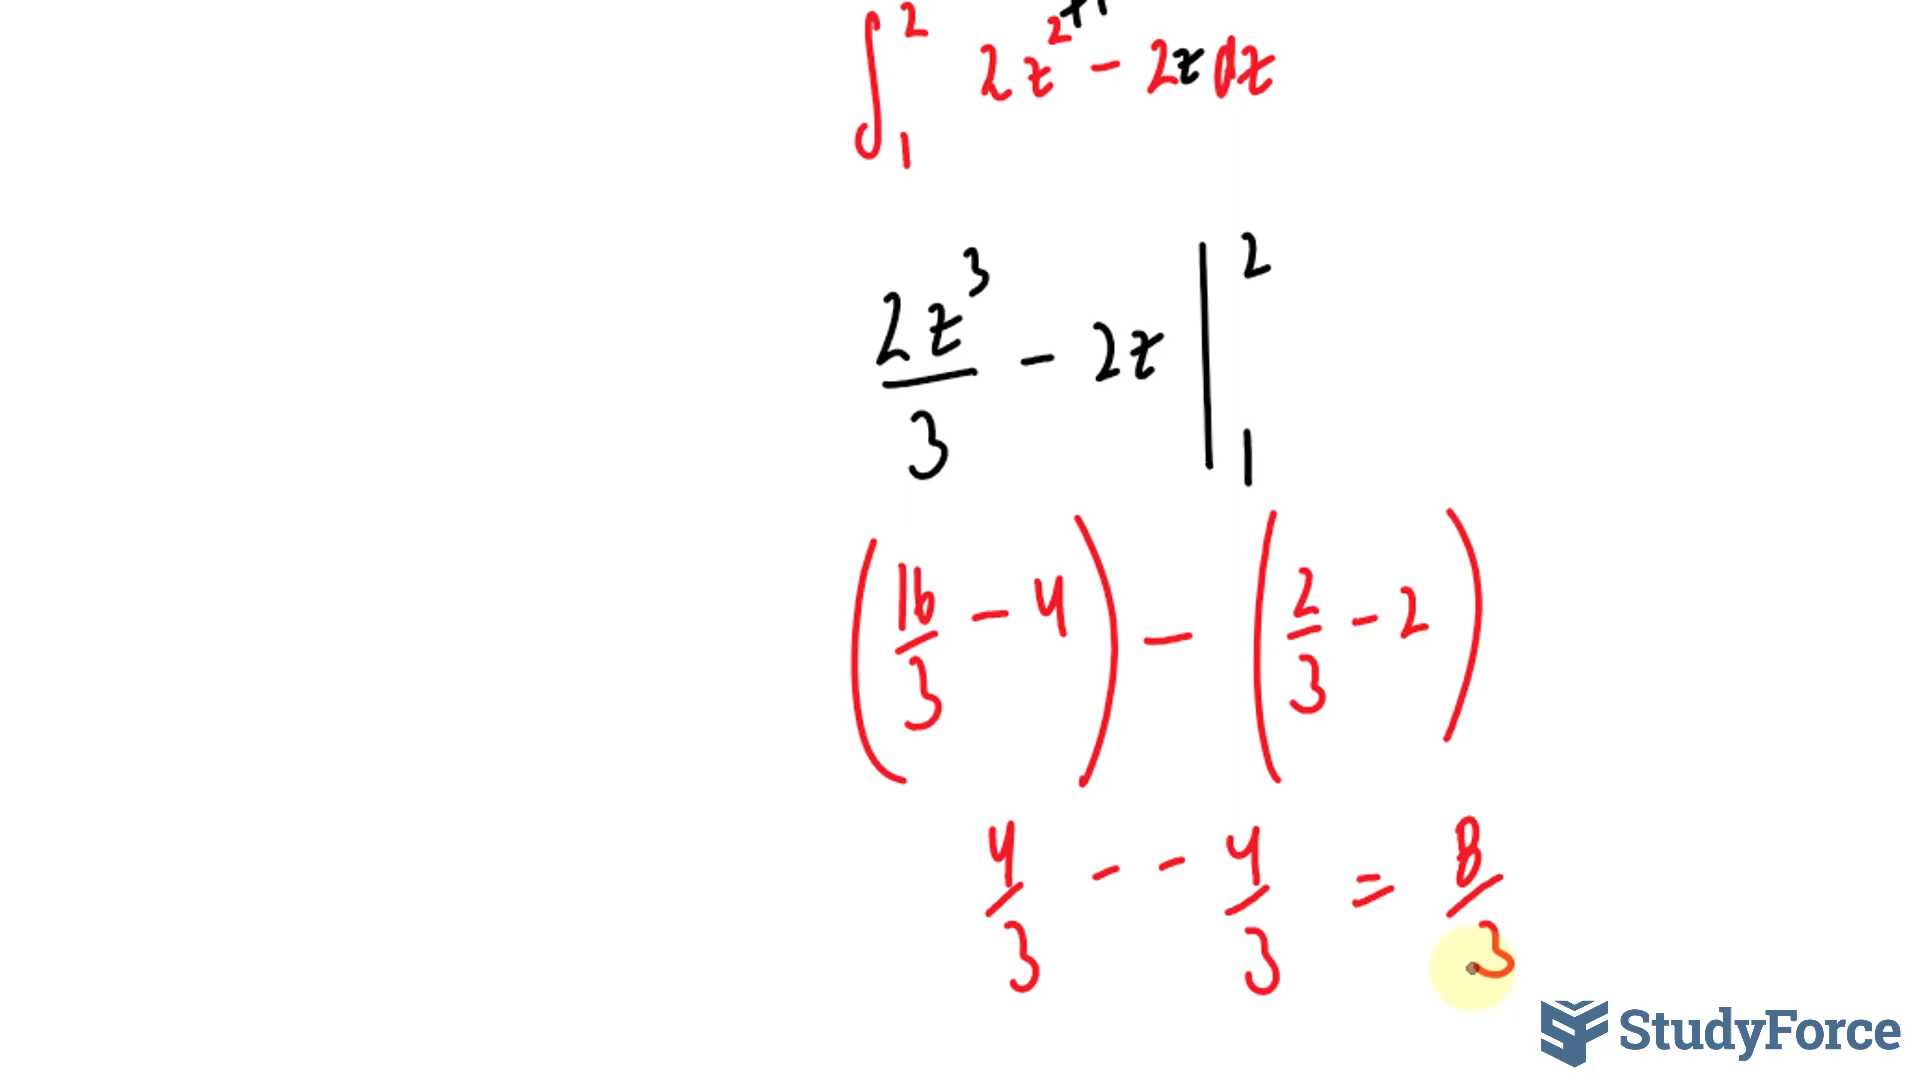 ∫₁² 2z²⁺¹ - 2z dz
2z³/3 - 2z |₁²
(16/3 - 4) - (2/3 - 2)
4/3 - - 4/3 = 8/3
StudyForce